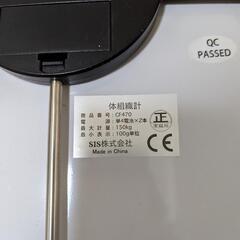 QC
PASSED
体組織計
商品番号：CF470
電源：単4電池×2本
最大計量：150kg
最小表示：100g単位
SIS株式会社
Made in China
正
CE